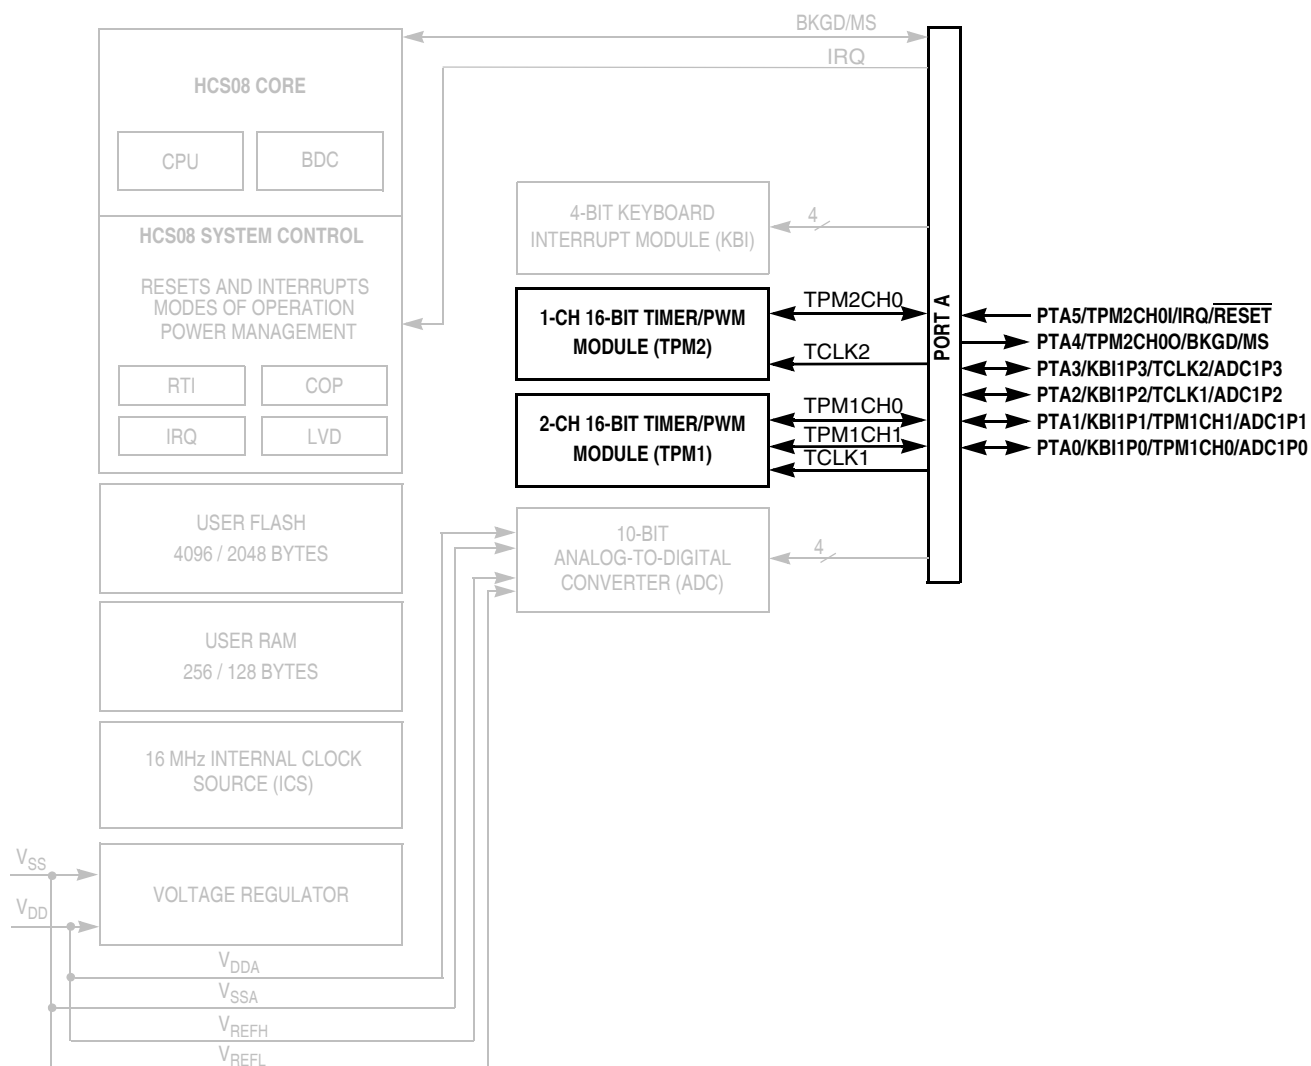 BKGD/MS
IRQ
HCS08 CORE
CPU
BDC
HCS08 SYSTEM CONTROL
RESETS AND INTERRUPTS
MODES OF OPERATION
POWER MANAGEMENT
RTI
COP
IRQ
LVD
USER FLASH
4096 / 2048 BYTES
USER RAM
256 / 128 BYTES
16 MHz INTERNAL CLOCK
SOURCE (ICS)
VOLTAGE REGULATOR
VSS
VDD
VDDA
VSSA
VREFH
VREFL
4-BIT KEYBOARD
INTERRUPT MODULE (KBI)
4
1-CH 16-BIT TIMER/PWM
MODULE (TPM2)
TPM2CH0
TCLK2
2-CH 16-BIT TIMER/PWM
MODULE (TPM1)
TPM1CH0
TPM1CH1
TCLK1
10-BIT
ANALOG-TO-DIGITAL
CONVERTER (ADC)
4
PORT A
PTA5/TPM2CH0I/IRQ/RESET
PTA4/TPM2CH0O/BKGD/MS
PTA3/KBI1P3/TCLK2/ADC1P3
PTA2/KBI1P2/TCLK1/ADC1P2
PTA1/KBI1P1/TPM1CH1/ADC1P1
PTA0/KBI1P0/TPM1CH0/ADC1P0